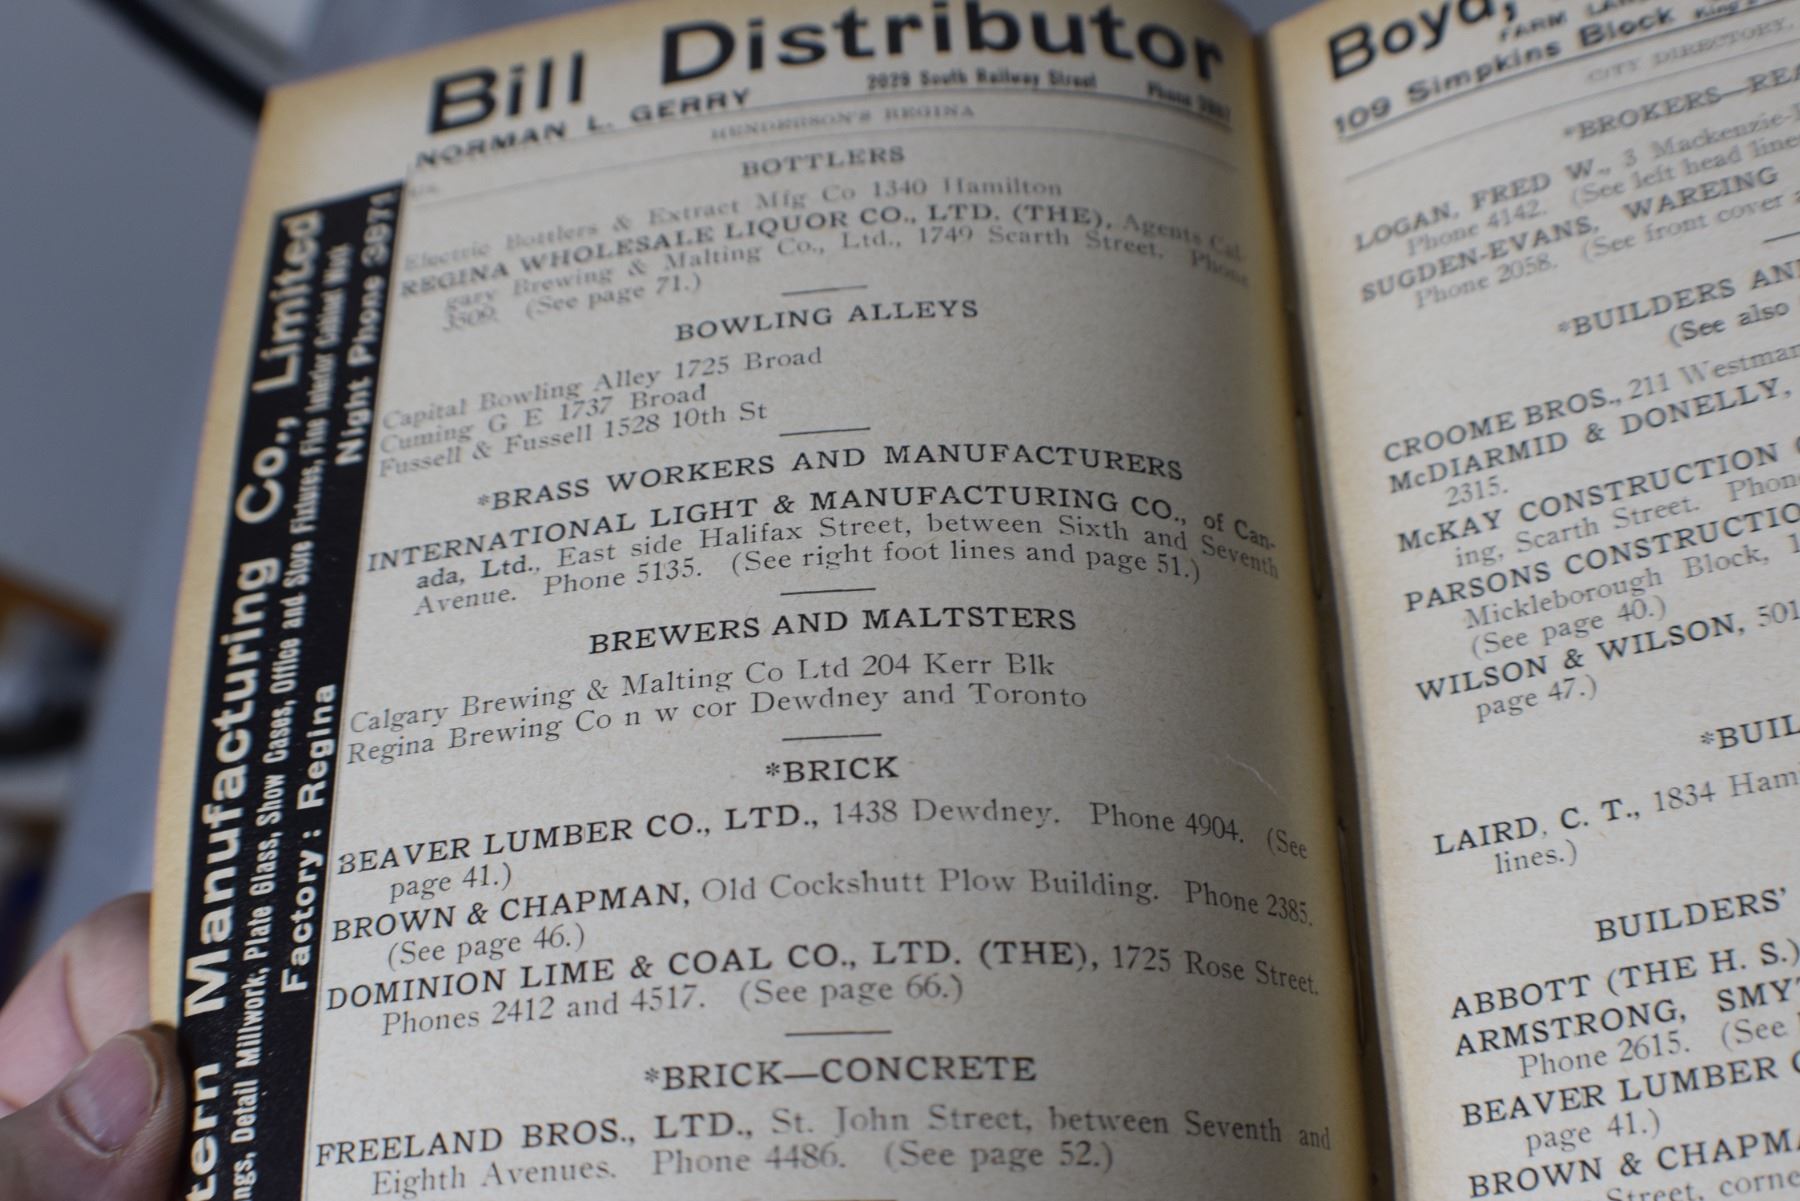 Bill Distributor
NORMAN L. GERRY 2029 South Railway Street Phone
HENDERSON'S REGINA
BOTTLERS
Electric Bottlers & Extract Mfg Co 1340 Hamilton
REGINA WHOLESALE LIQUOR CO., LTD. (THE), Agents Cal-
gary Brewing & Malting Co., Ltd., 1749 Scarth Street. Phone
3509. (See page 71.)
BOWLING ALLEYS
Capital Bowling Alley 1725 Broad
Cuming G E 1737 Broad
Fussell & Fussell 1528 10th St
*BRASS WORKERS AND MANUFACTURERS
INTERNATIONAL LIGHT & MANUFACTURING CO., of Can-
ada, Ltd., East side Halifax Street, between Sixth and Seventh
Avenue. Phone 5135. (See right foot lines and page 51.)
BREWERS AND MALTSTERS
Calgary Brewing & Malting Co Ltd 204 Kerr Blk
Regina Brewing Co n w cor Dewdney and Toronto
*BRICK
BEAVER LUMBER CO., LTD., 1438 Dewdney. Phone 4904. (See
page 41.)
BROWN & CHAPMAN, Old Cockshutt Plow Building. Phone 2385.
(See page 46.)
DOMINION LIME & COAL CO., LTD. (THE), 1725 Rose Street.
Phones 2412 and 4517. (See page 66.)
*BRICK—CONCRETE
FREELAND BROS., LTD., St. John Street, between Seventh and
Eighth Avenues. Phone 4486. (See page 52.)
tern Manufacturing Co., Limited
ngs, Detail Millwork, Plate Glass, Show Cases, Office and Store Fixtures, Fine Interior Cabinet Work
Factory: Regina Night Phone 3971
Boyd,
FARM LAN
109 Simpkins Block King's
CITY DIRECTORY,
*BROKERS—REA
LOGAN, FRED W., 3 Mackenzie-
Phone 4142. (See left head line
SUGDEN-EVANS, WAREING
Phone 2058. (See front cover a
*BUILDERS AN
(See also
CROOME BROS., 211 Westman
McDIARMID & DONELLY,
2315.
McKAY CONSTRUCTION
ing, Scarth Street. Phon
PARSONS CONSTRUCTIO
Mickleborough Block, 1
(See page 40.)
WILSON & WILSON, 501
page 47.)
*BUIL
LAIRD, C. T., 1834 Ham
lines.)
BUILDERS'
ABBOTT (THE H. S.)
ARMSTRONG, SMY
Phone 2615. (See
BEAVER LUMBER C
page 41.)
BROWN & CHAPMA
Street, corne